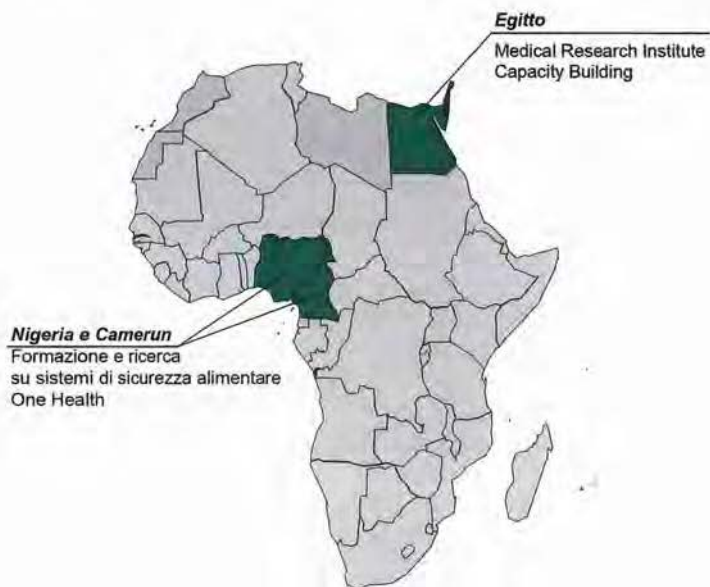 Egitto
Medical Research Institute
Capacity Building
Nigeria e Camerun
Formazione e ricerca
su sistemi di sicurezza alimentare
One Health